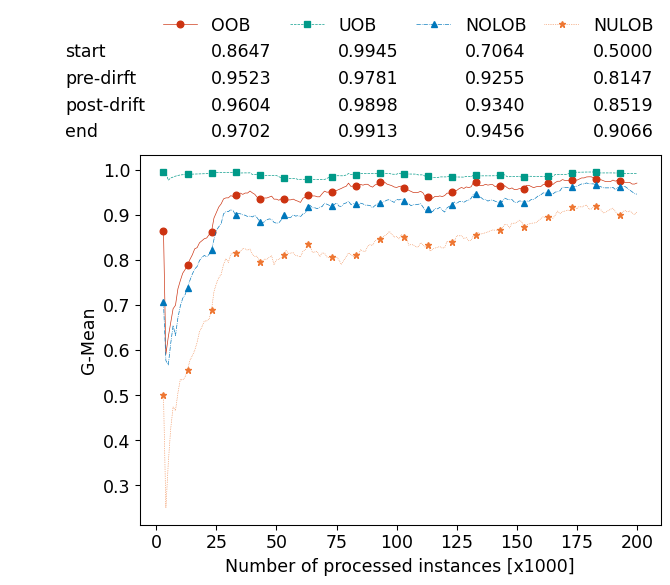 OOB UOB NOLOB NULOB
start 0.8647 0.9945 0.7064 0.5000
pre-dirft 0.9523 0.9781 0.9255 0.8147
post-drift 0.9604 0.9898 0.9340 0.8519
end 0.9702 0.9913 0.9456 0.9066
1.0
0.9
0.8
0.7
0.6
0.5
0.4
0.3
G-Mean
0 25 50 75 100 125 150 175 200
Number of processed instances [x1000]